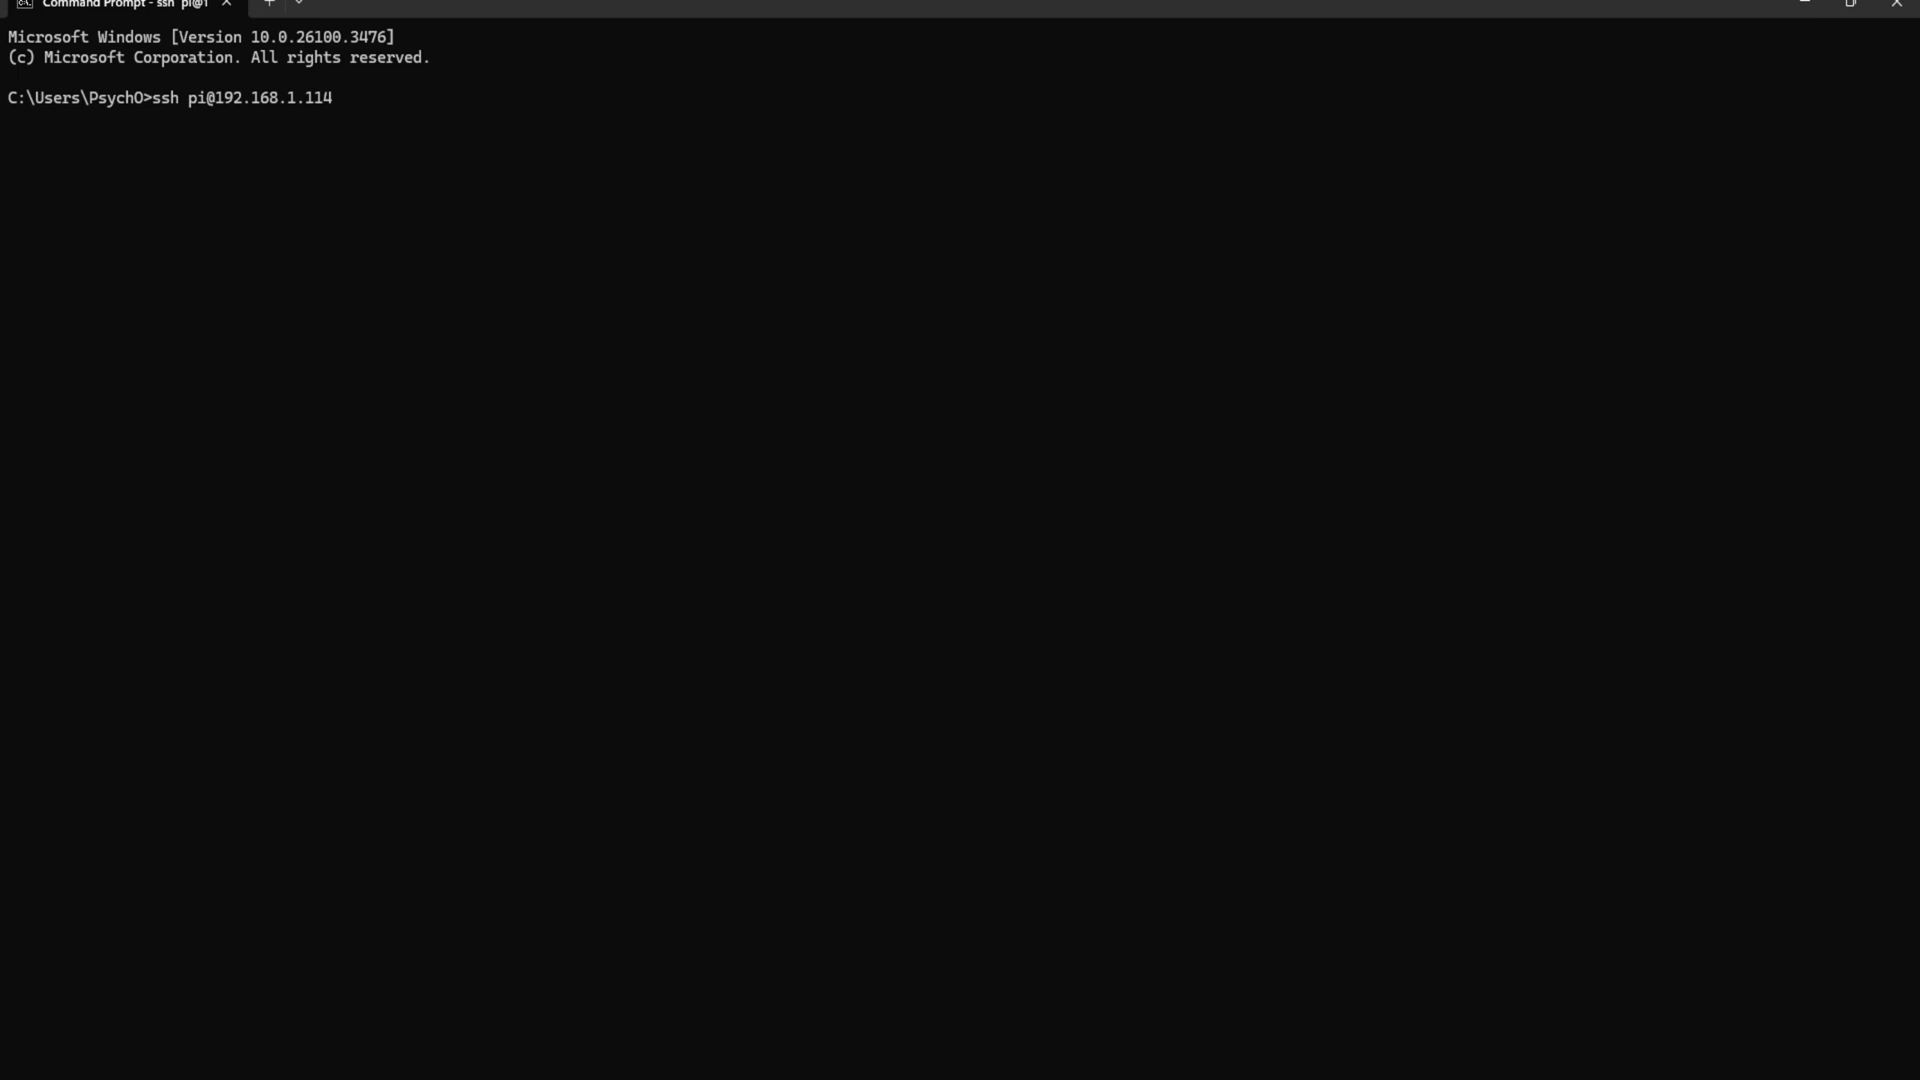 Command Prompt - ssh pi@1
Microsoft Windows [Version 10.0.26100.3476]
(c) Microsoft Corporation. All rights reserved.
C:\Users\PsychO>ssh pi@192.168.1.114